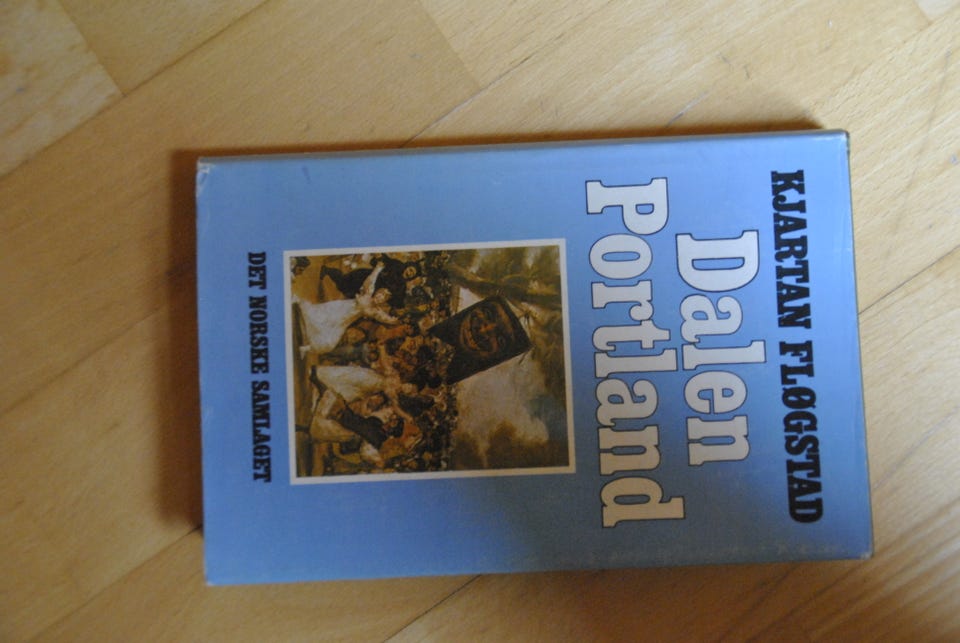 KJARTAN FLØGSTAD
Dalen
Portland
DET NORSKE SAMLAGET